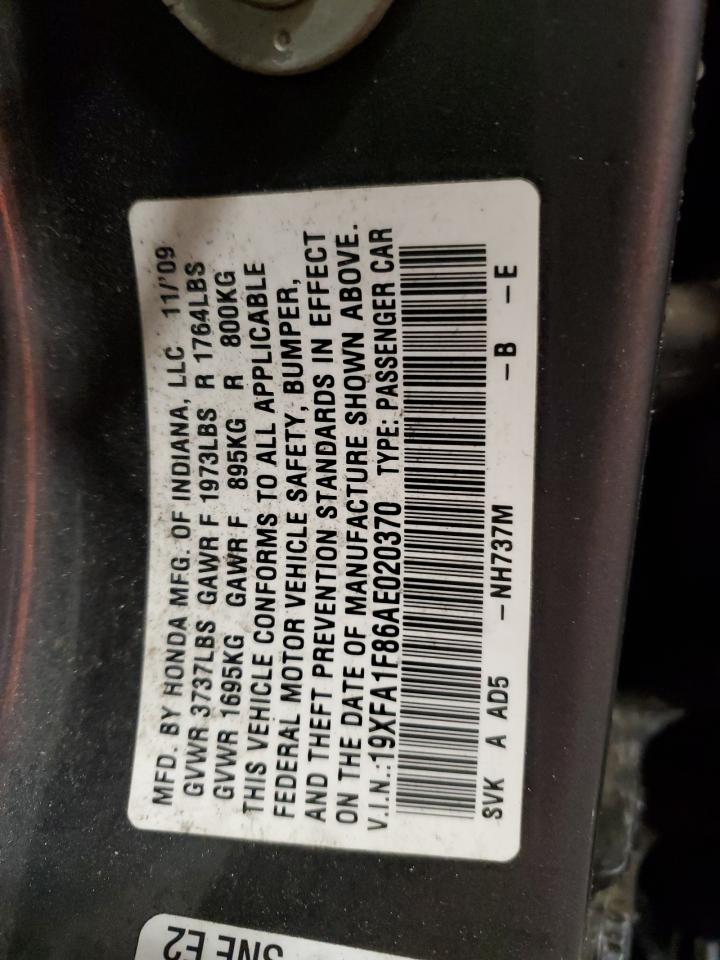 MFD. BY HONDA MFG. OF INDIANA, LLC 11/'09
GVWR 3737LBS GAWR F 1973LBS R 1764LBS
GVWR 1695KG GAWR F 895KG R 800KG
THIS VEHICLE CONFORMS TO ALL APPLICABLE
FEDERAL MOTOR VEHICLE SAFETY, BUMPER,
AND THEFT PREVENTION STANDARDS IN EFFECT
ON THE DATE OF MANUFACTURE SHOWN ABOVE.
V.I.N.:19XFA1F86AE020370 TYPE: PASSENGER CAR
SVK A AD5 -NH737M -B -E
SNE E2